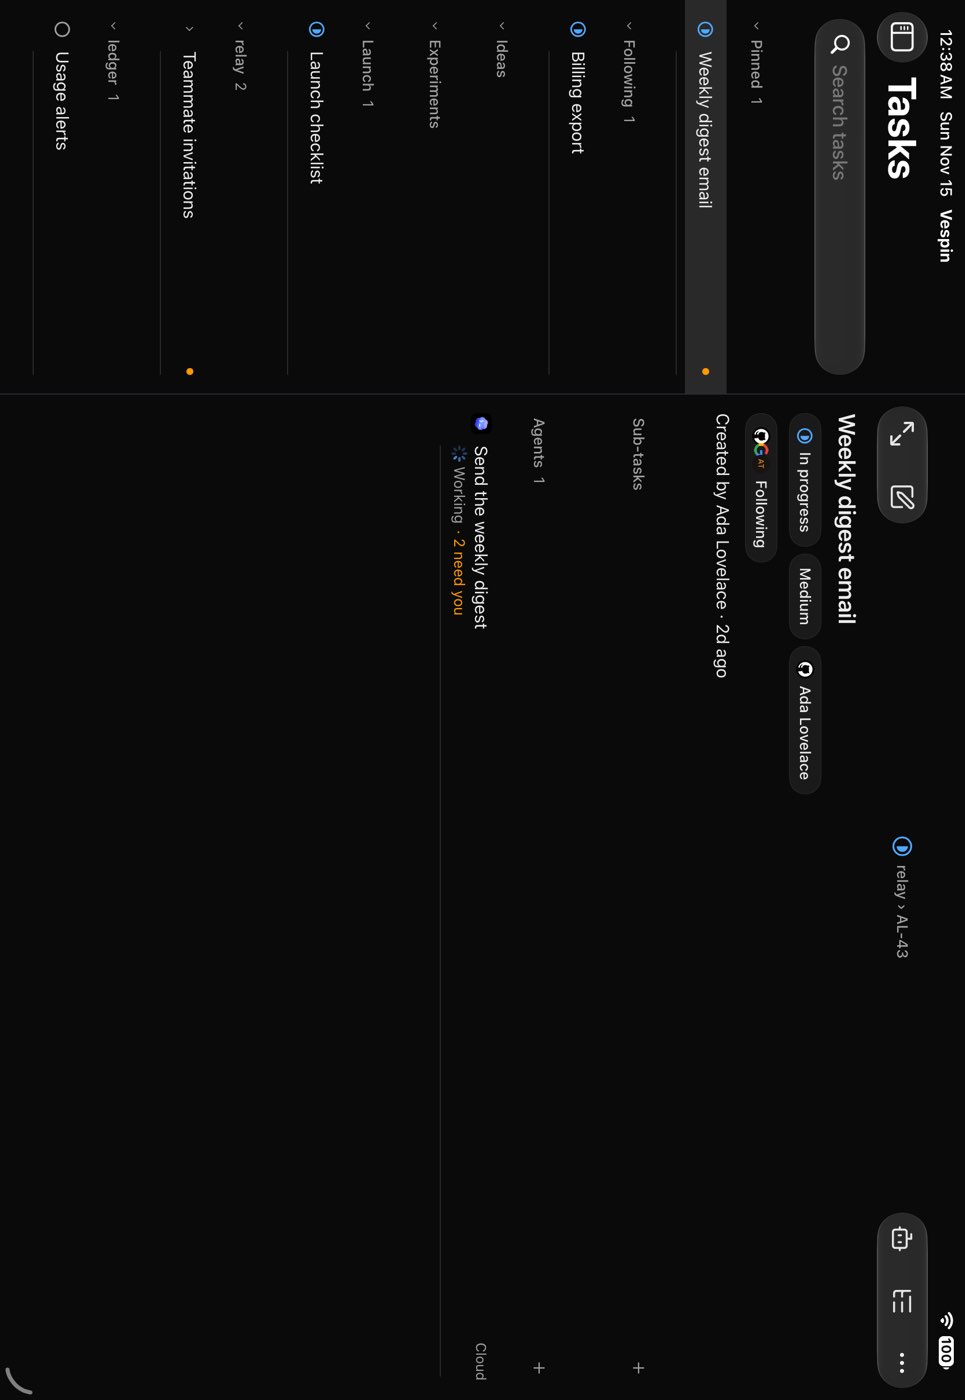 12:38 AM Sun Nov 15 Vespin
100
Tasks
Search tasks
Pinned 1
Weekly digest email
Following 1
Billing export
Ideas
Experiments
Launch 1
Launch checklist
relay 2
Teammate invitations
ledger 1
Usage alerts
relay › AL-43
Weekly digest email
In progress
Medium
Ada Lovelace
AT Following
Created by Ada Lovelace · 2d ago
Sub-tasks
Agents 1
Send the weekly digest
Cloud
Working · 2 need you